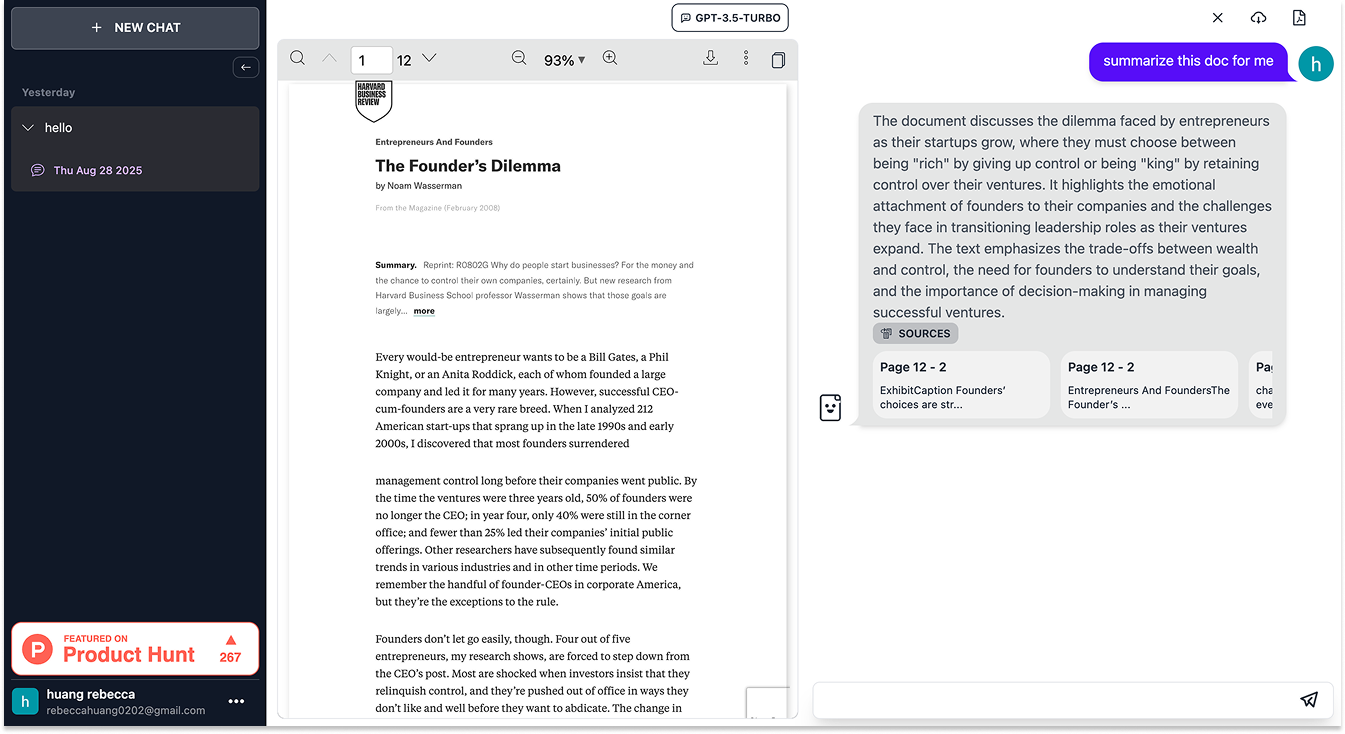 + NEW CHAT
Yesterday
hello
Thu Aug 28 2025
FEATURED ON
Product Hunt
267
P
h
huang rebecca
rebeccahuang0202@gmail.com
GPT-3.5-TURBO
1 12
93%
HARVARD
BUSINESS
REVIEW
Entrepreneurs And Founders
The Founder’s Dilemma
by Noam Wasserman
From the Magazine (February 2008)
Summary. Reprint: R0802G Why do people start businesses? For the money and
the chance to control their own companies, certainly. But new research from
Harvard Business School professor Wasserman shows that those goals are
largely... more
Every would-be entrepreneur wants to be a Bill Gates, a Phil
Knight, or an Anita Roddick, each of whom founded a large
company and led it for many years. However, successful CEO-
cum-founders are a very rare breed. When I analyzed 212
American start-ups that sprang up in the late 1990s and early
2000s, I discovered that most founders surrendered
management control long before their companies went public. By
the time the ventures were three years old, 50% of founders were
no longer the CEO; in year four, only 40% were still in the corner
office; and fewer than 25% led their companies’ initial public
offerings. Other researchers have subsequently found similar
trends in various industries and in other time periods. We
remember the handful of founder-CEOs in corporate America,
but they’re the exceptions to the rule.
Founders don’t let go easily, though. Four out of five
entrepreneurs, my research shows, are forced to step down from
the CEO’s post. Most are shocked when investors insist that they
relinquish control, and they’re pushed out of office in ways they
don’t like and well before they want to abdicate. The change in
summarize this doc for me
h
The document discusses the dilemma faced by entrepreneurs
as their startups grow, where they must choose between
being "rich" by giving up control or being "king" by retaining
control over their ventures. It highlights the emotional
attachment of founders to their companies and the challenges
they face in transitioning leadership roles as their ventures
expand. The text emphasizes the trade-offs between wealth
and control, the need for founders to understand their goals,
and the importance of decision-making in managing
successful ventures.
SOURCES
Page 12 - 2
ExhibitCaption Founders’
choices are str...
Page 12 - 2
Entrepreneurs And FoundersThe
Founder’s ...
cha
eve